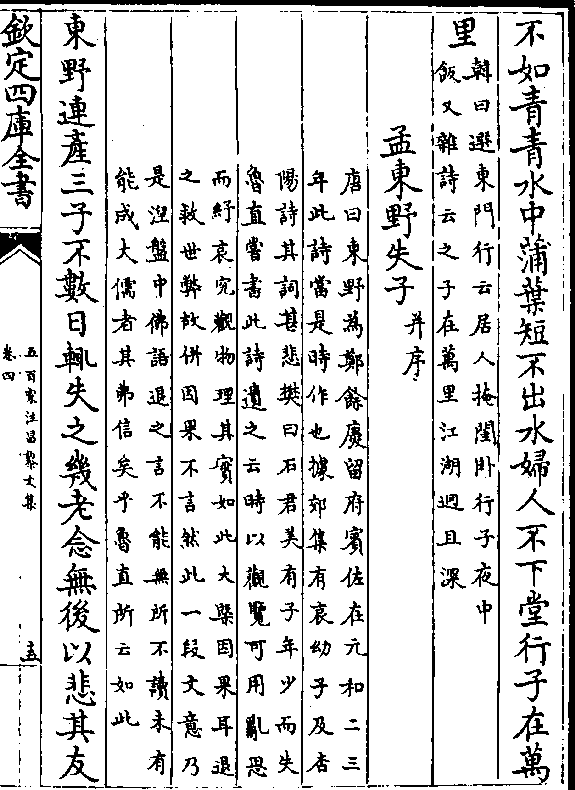 不如青青水中蒲葉短不出水婦人不下堂行子在萬
里
韓曰選東門行云居人掩閨卧行子夜中
飯又雜詩云之子在萬里江湖迥且深
孟東野失子
并序
唐曰東野為鄭餘慶留府賓佐在元和二三
年此詩當是時作也據郊集有哀幼子及杏
殤詩其詞甚悲樊曰石君美有子年少而失
魯直嘗書此詩遺之云時以觀覽可用亂思
而紓哀究觀物理其實如此大槩因果耳退
之救世弊故併因果不言然此一段文意乃
是湼盤中佛語退之言不能無所不讀未有
能成大儒者其弗信矣乎魯直所云如此
東野連產三子不數日輒失之幾老念無後以悲其友
欽定四庫全書
五百家注昌黎文集
卷四
五